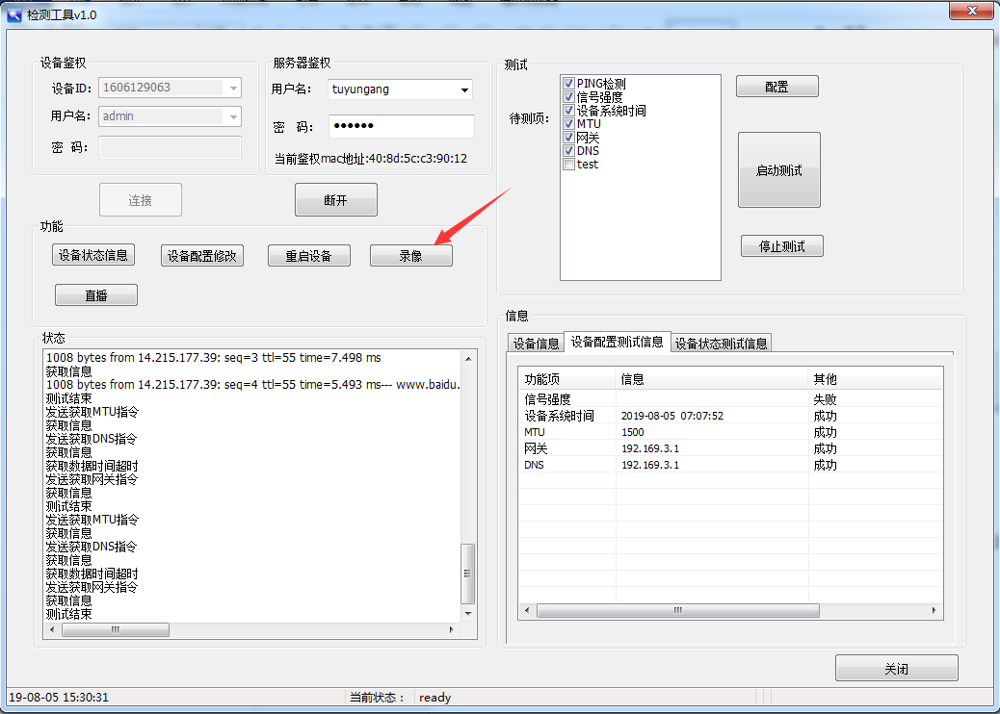 检测工具v1.0
设备鉴权
设备ID: 1606129063
用户名: admin
密 码:
连接
服务器鉴权
用户名: tuyungang
密 码: ••••••
当前鉴权mac地址:40:8d:5c:c3:90:12
断开
功能
设备状态信息 设备配置修改 重启设备 录像
直播
测试
待测项:
PING检测
信号强度
设备系统时间
MTU
网关
DNS
test
配置
启动测试
停止测试
状态
1008 bytes from 14.215.177.39: seq=3 ttl=55 time=7.498 ms
获取信息
1008 bytes from 14.215.177.39: seq=4 ttl=55 time=5.493 ms--- www.baidu.
测试结束
发送获取MTU指令
获取信息
发送获取DNS指令
获取信息
获取数据时间超时
发送获取网关指令
获取信息
测试结束
发送获取MTU指令
获取信息
发送获取DNS指令
获取信息
获取数据时间超时
发送获取网关指令
获取信息
测试结束
信息
设备信息 设备配置测试信息 设备状态测试信息
功能项 信息 其他
信号强度 失败
设备系统时间 2019-08-05 07:07:52 成功
MTU 1500 成功
网关 192.169.3.1 成功
DNS 192.169.3.1 成功
关闭
19-08-05 15:30:31 当前状态： ready